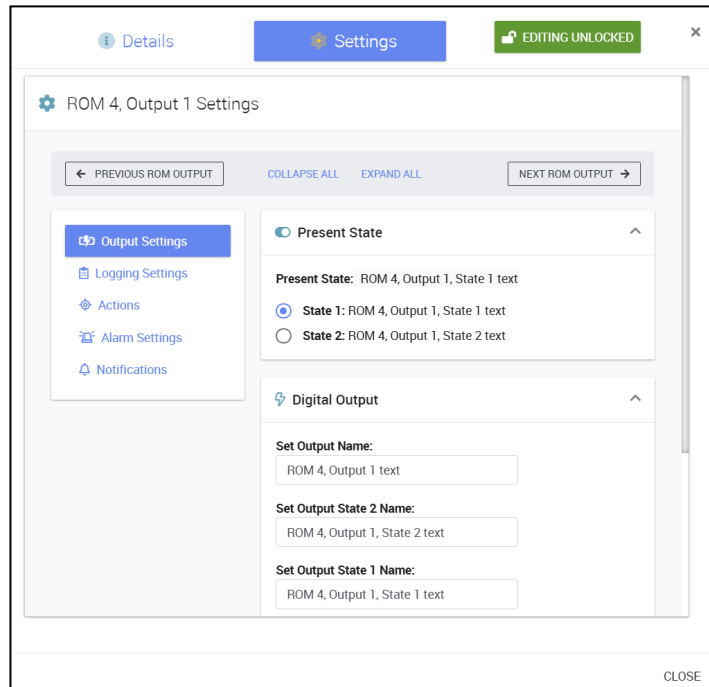 Details
Settings
EDITING UNLOCKED
×
ROM 4, Output 1 Settings
← PREVIOUS ROM OUTPUT
COLLAPSE ALL
EXPAND ALL
NEXT ROM OUTPUT →
Output Settings
Logging Settings
Actions
Alarm Settings
Notifications
Present State
Present State: ROM 4, Output 1, State 1 text
State 1: ROM 4, Output 1, State 1 text
State 2: ROM 4, Output 1, State 2 text
Digital Output
Set Output Name:
ROM 4, Output 1 text
Set Output State 2 Name:
ROM 4, Output 1, State 2 text
Set Output State 1 Name:
ROM 4, Output 1, State 1 text
CLOSE